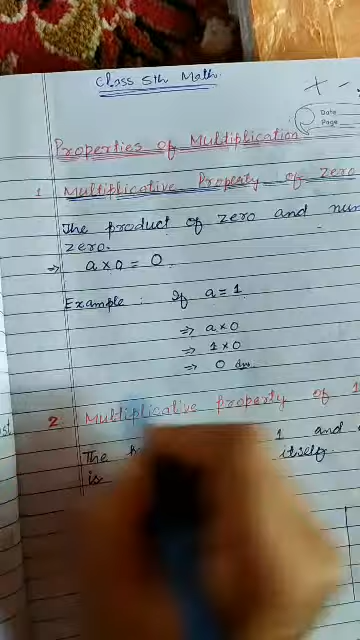 Class 5th Math.
+ -
Date
Page
Properties of Multiplication
1 Multiplicative Property of zero
The product of zero and num
zero.
⇒ a x 0 = 0
Example : If a = 1
⇒ a x 0
⇒ 1 x 0
⇒ 0 Ans
2 Multiplicative property of 1
The 1 and
is itself.